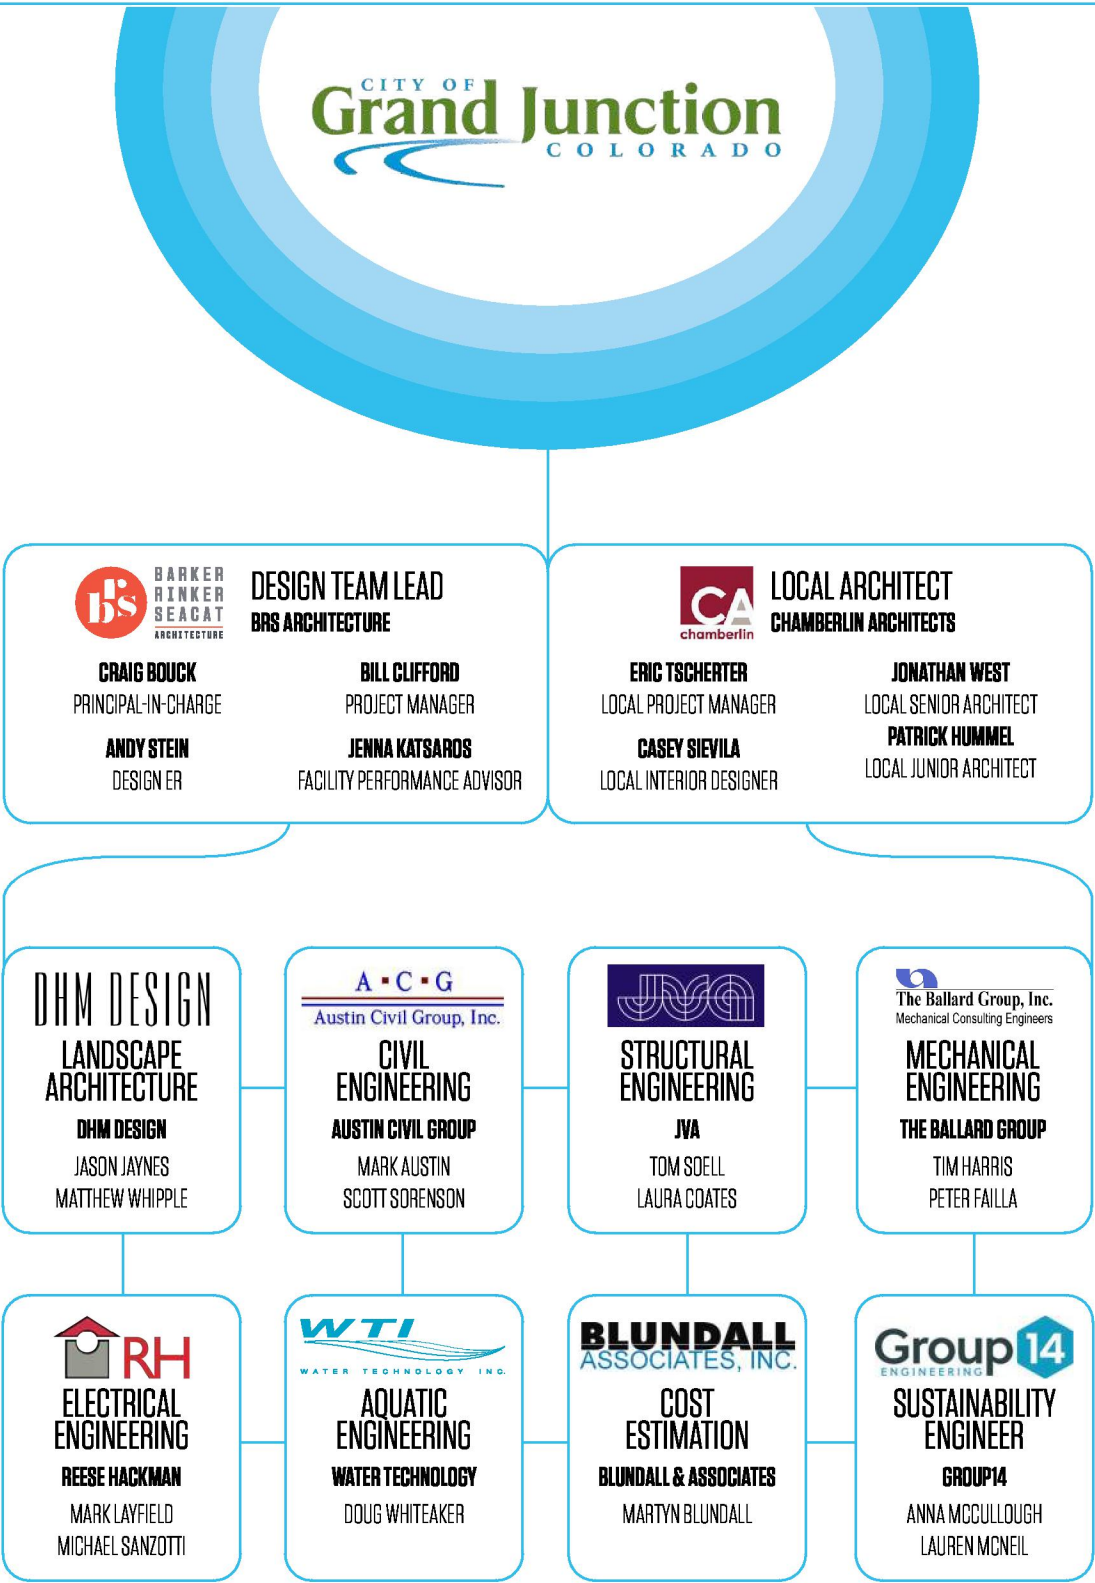 CITY OF
Grand Junction
COLORADO
brs
BARKER
RINKER
SEACAT
ARCHITECTURE
DESIGN TEAM LEAD
BRS ARCHITECTURE
CRAIG BOUCK
PRINCIPAL-IN-CHARGE
BILL CLIFFORD
PROJECT MANAGER
ANDY STEIN
DESIGN ER
JENNA KATSAROS
FACILITY PERFORMANCE ADVISOR
CA
chamberlin
LOCAL ARCHITECT
CHAMBERLIN ARCHITECTS
ERIC TSCHERTER
LOCAL PROJECT MANAGER
JONATHAN WEST
LOCAL SENIOR ARCHITECT
CASEY SIEVILA
LOCAL INTERIOR DESIGNER
PATRICK HUMMEL
LOCAL JUNIOR ARCHITECT
DHM DESIGN
LANDSCAPE
ARCHITECTURE
DHM DESIGN
JASON JAYNES
MATTHEW WHIPPLE
A ▪ C ▪ G
Austin Civil Group, Inc.
CIVIL
ENGINEERING
AUSTIN CIVIL GROUP
MARK AUSTIN
SCOTT SORENSON
JVA
STRUCTURAL
ENGINEERING
JVA
TOM SOELL
LAURA COATES
The Ballard Group, Inc.
Mechanical Consulting Engineers
MECHANICAL
ENGINEERING
THE BALLARD GROUP
TIM HARRIS
PETER FAILLA
RH
ELECTRICAL
ENGINEERING
REESE HACKMAN
MARK LAYFIELD
MICHAEL SANZOTTI
WTI
WATER TECHNOLOGY INC.
AQUATIC
ENGINEERING
WATER TECHNOLOGY
DOUG WHITEAKER
BLUNDALL
ASSOCIATES, INC.
COST
ESTIMATION
BLUNDALL & ASSOCIATES
MARTYN BLUNDALL
Group 14
ENGINEERING
SUSTAINABILITY
ENGINEER
GROUP14
ANNA MCCULLOUGH
LAUREN MCNEIL